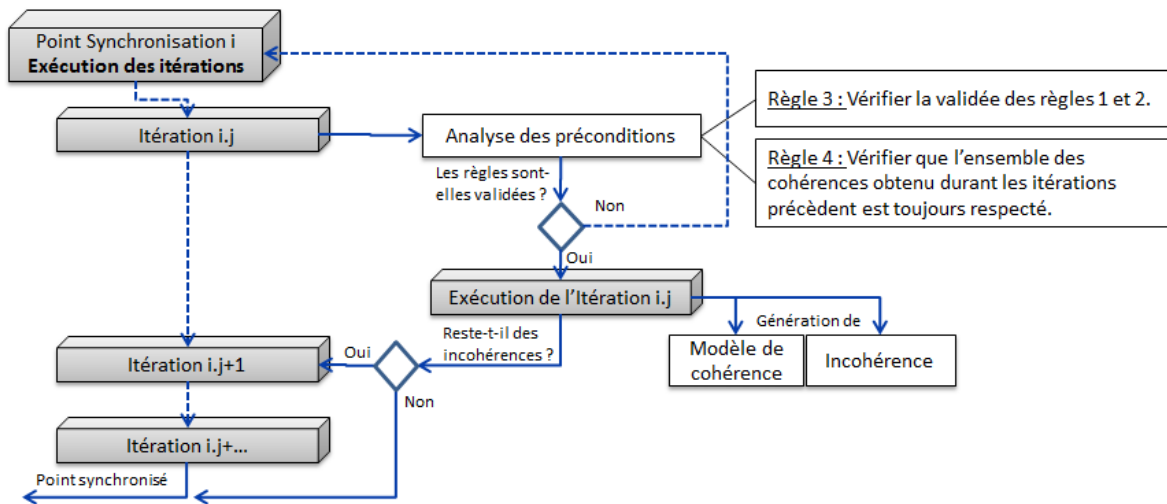 Point Synchronisation i
Exécution des itérations
Itération i.j
Analyse des préconditions
Règle 3 : Vérifier la validée des règles 1 et 2.
Règle 4 : Vérifier que l'ensemble des
cohérences obtenu durant les itérations
précèdent est toujours respecté.
Les règles sont-
elles validées ?
Non
Oui
Exécution de l'Itération i.j
Génération de
Modèle de
cohérence
Incohérence
Reste-t-il des
incohérences ?
Oui
Non
Itération i.j+1
Itération i.j+...
Point synchronisé